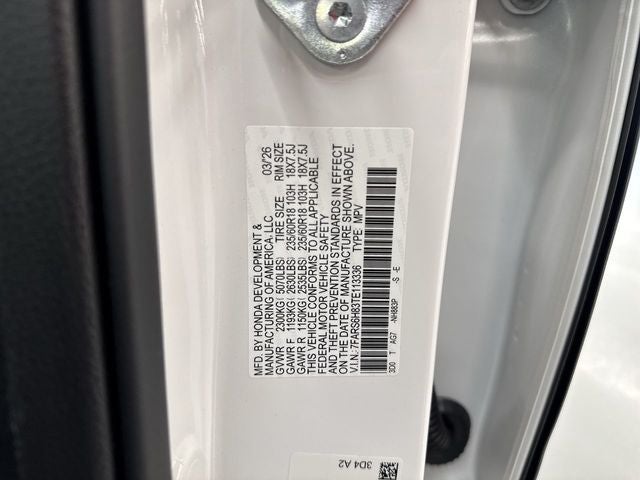 MFD. BY HONDA DEVELOPMENT & 03/26
MANUFACTURING OF AMERICA, LLC
GVWR 2300KG( 5070LBS) TIRE SIZE RIM SIZE
GAWR F 1193KG( 2630LBS) 235/60R18 103H 18X7.5J
GAWR R 1150KG( 2535LBS) 235/60R18 103H 18X7.5J
THIS VEHICLE CONFORMS TO ALL APPLICABLE
FEDERAL MOTOR VEHICLE SAFETY
AND THEFT PREVENTION STANDARDS IN EFFECT
ON THE DATE OF MANUFACTURE SHOWN ABOVE.
V.I.N.:7FARS6H83TE113336 TYPE: MPV
3D0 T AG7 -NH883P -S -E
3D4 A2